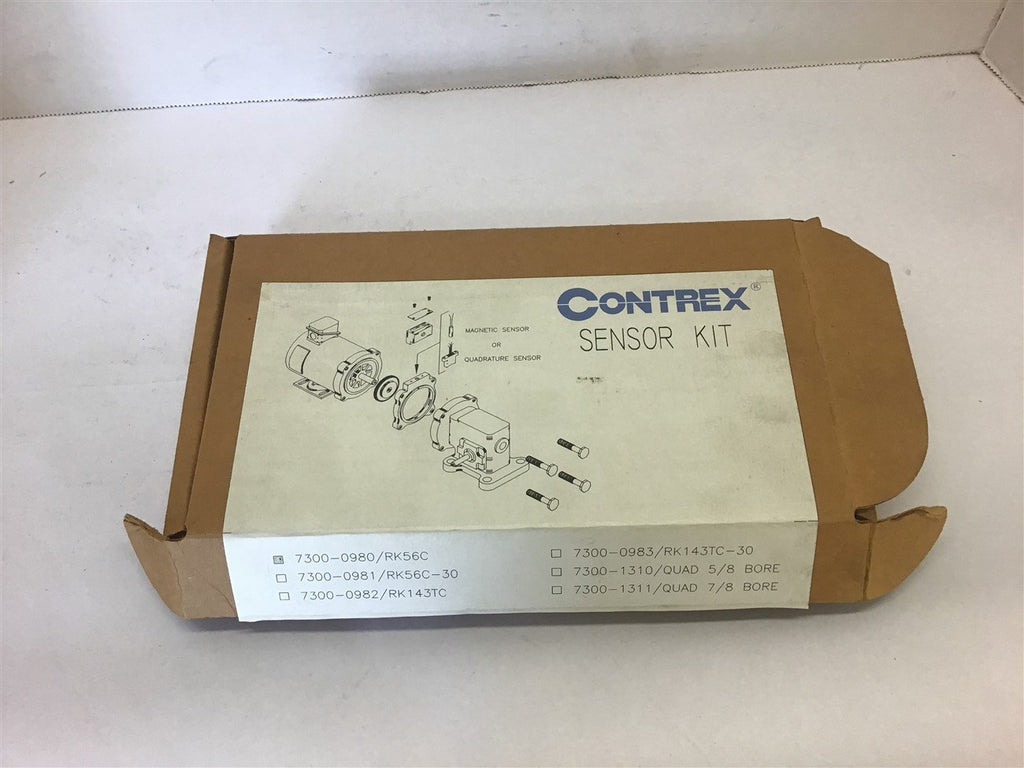 CONTREX®
SENSOR KIT
MAGNETIC SENSOR
OR
QUADRATURE SENSOR
7300-0980/RK56C
7300-0981/RK56C-30
7300-0982/RK143TC
7300-0983/RK143TC-30
7300-1310/QUAD 5/8 BORE
7300-1311/QUAD 7/8 BORE